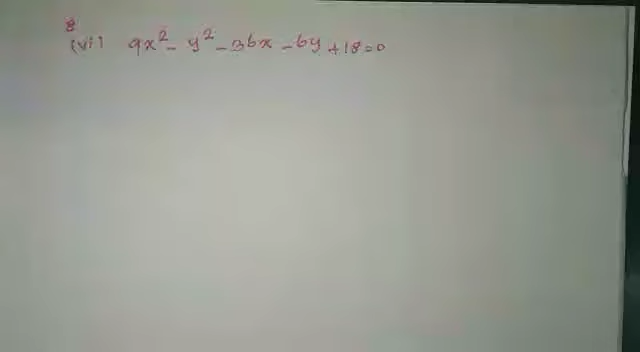 8
(vi) 9x² - y² - 36x - 6y + 18 = 0